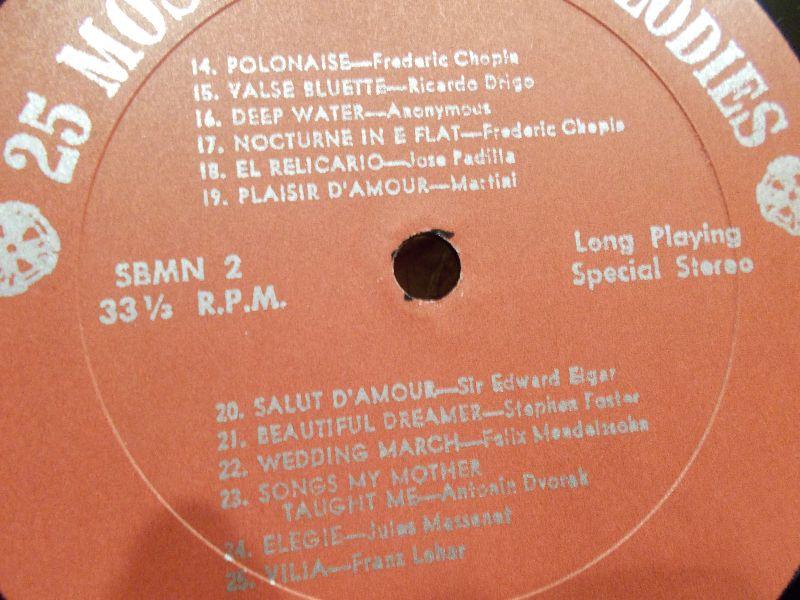 25 MOS
LODIES
14. POLONAISE—Frederic Chopin
15. VALSE BLUETTE—Ricardo Drigo
16. DEEP WATER—Anonymous
17. NOCTURNE IN E FLAT—Frederic Chopin
18. EL RELICARIO—Jose Padilla
19. PLAISIR D'AMOUR—Martini
SBMN 2
33 1/3 R.P.M.
Long Playing
Special Stereo
20. SALUT D'AMOUR—Sir Edward Elgar
21. BEAUTIFUL DREAMER—Stephen Foster
22. WEDDING MARCH—Felix Mendelssohn
23. SONGS MY MOTHER
TAUGHT ME—Antonin Dvorak
24. ELEGIE—Jules Massenet
25. VILIA—Franz Lehar